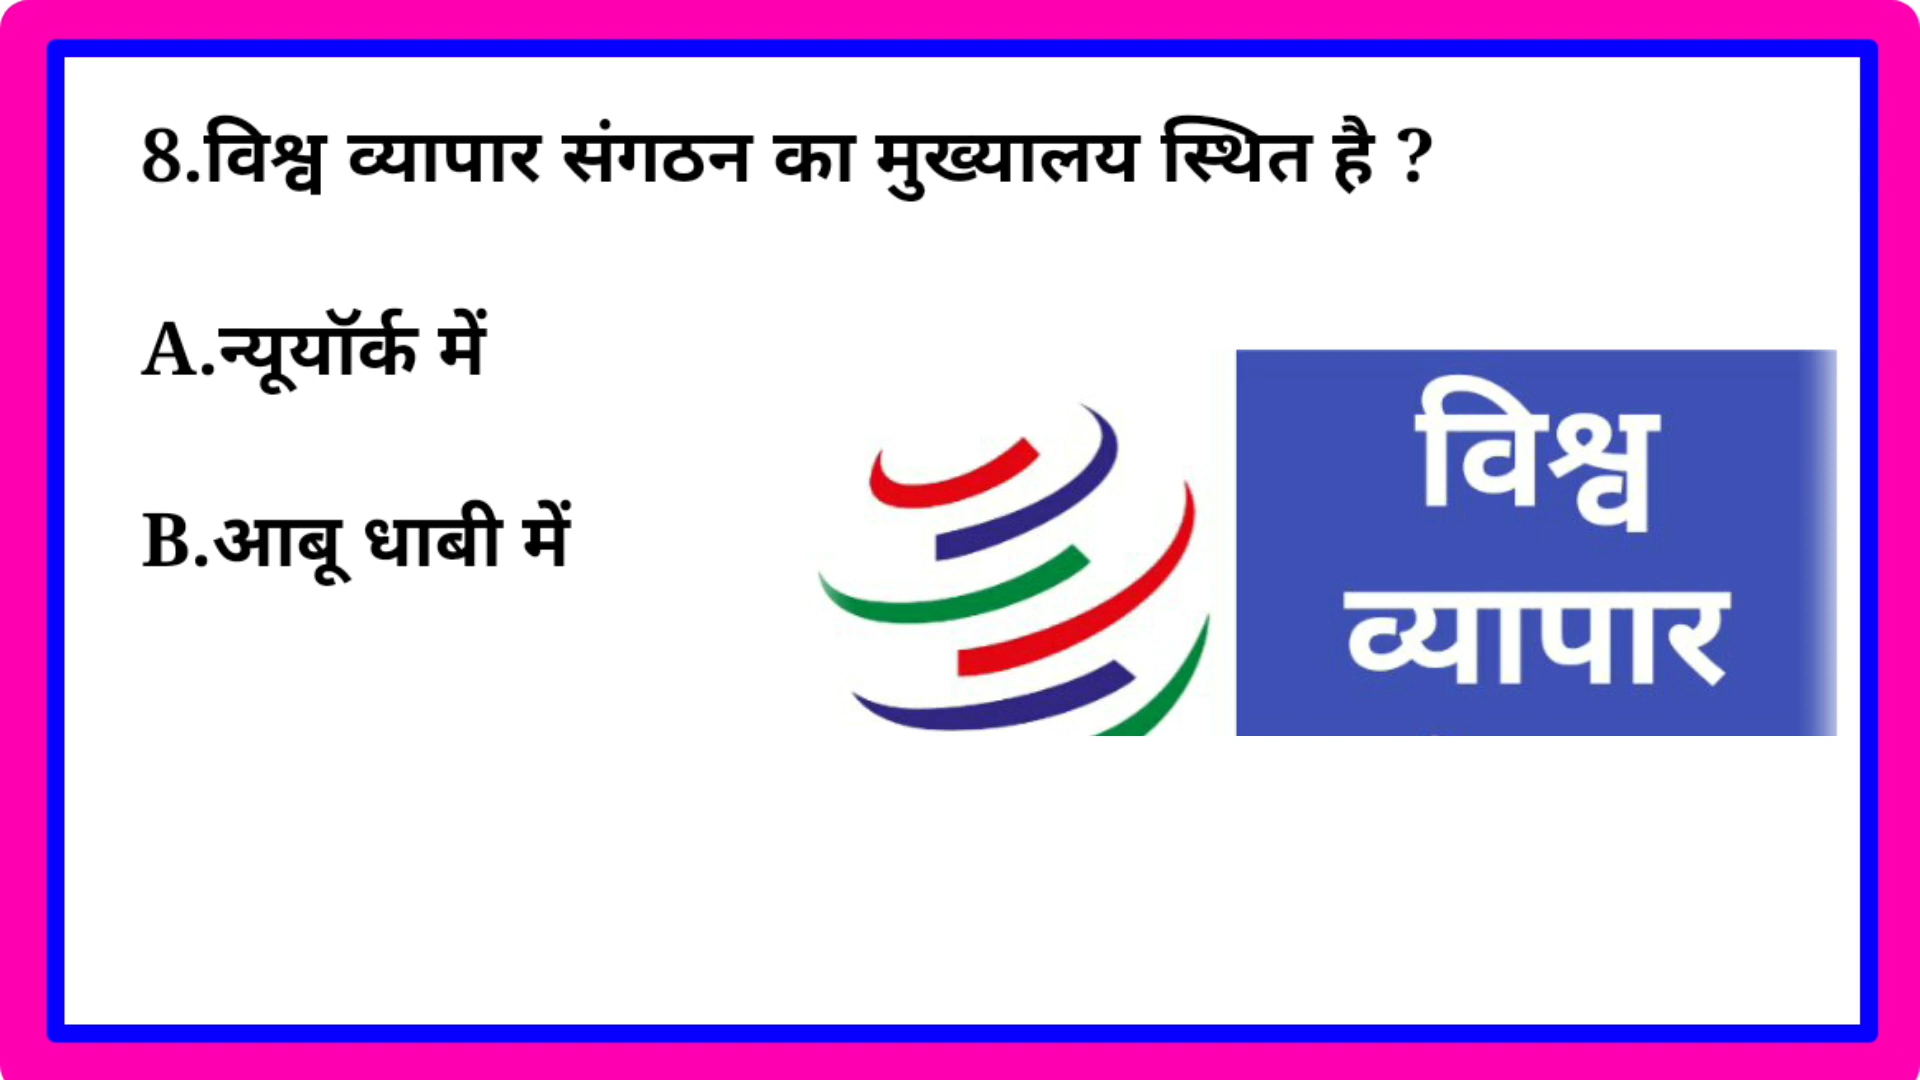 8.विश्व व्यापार संगठन का मुख्यालय स्थित है ?
A.न्यूयॉर्क में
B.आबू धाबी में
विश्व
व्यापार